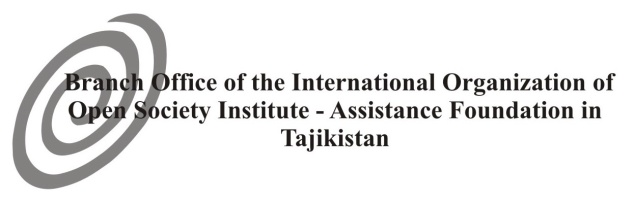 Branch Office of the International Organization of
Open Society Institute - Assistance Foundation in
Tajikistan